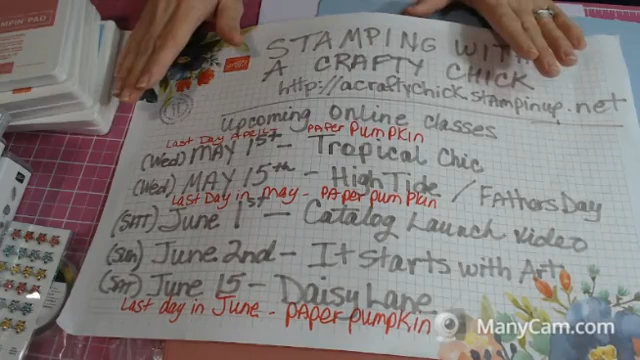 STAMPIN PAD
STAMPING WITH
A CRAFTY CHICK
http://acraftychick.stampinup.net
upcoming online classes
Last Day April - PAPER PUMPKIN
(Wed) MAY 1st - Tropical Chic
(Wed) MAY 15th - High Tide / FAthers Day
Last Day in may - PAPER pumpkin
(SAT) June 1st - Catalog Launch video
(Sun) June 2nd - It starts with Art
(SAT) June 15 - Daisy Lane
Last day in June - pAperpumpkin
ManyCam.com